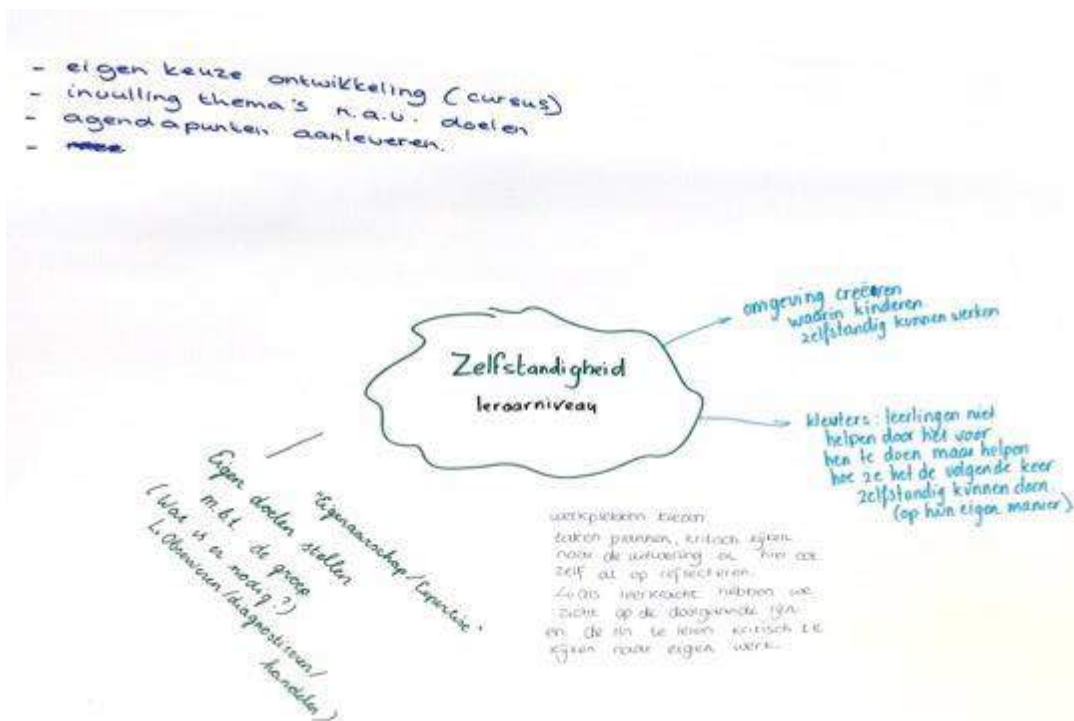 - eigen keuze ontwikkeling (cursus)
- invulling thema's n.a.v. doelen
- agendapunten aanleveren.
-
omgeving creëren
waarin kinderen
zelfstandig kunnen werken
Zelfstandigheid
leraarniveau
kleuters: leerlingen niet
helpen door het voor
hen te doen maar helpen
hoe ze het de volgende keer
zelfstandig kunnen doen
(op hun eigen manier)
Eigen doelen stellen
m.b.t. de groep
(Wat is er nodig?)
↳ Observeren/diagnosticeren/
handelen)
"Eigenaarschap/Expertise"
werkplekken kiezen
taken plannen, kritisch kijken
naar de uitvoering en hier ook
zelf al op reflecteren.
↳ als leerkracht hebben we
zicht op de doorgaande lijn
en de lln te leren kritisch te
kijken naar eigen werk.